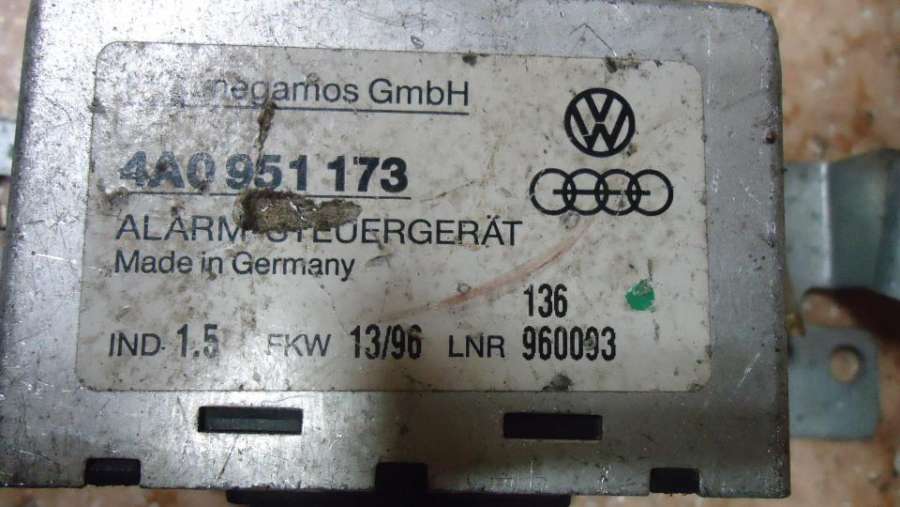 megamos GmbH
4A0 951 173
ALARM-STEUERGERÄT
Made in Germany
136
IND. 1.5 FKW 13/96 LNR 960093